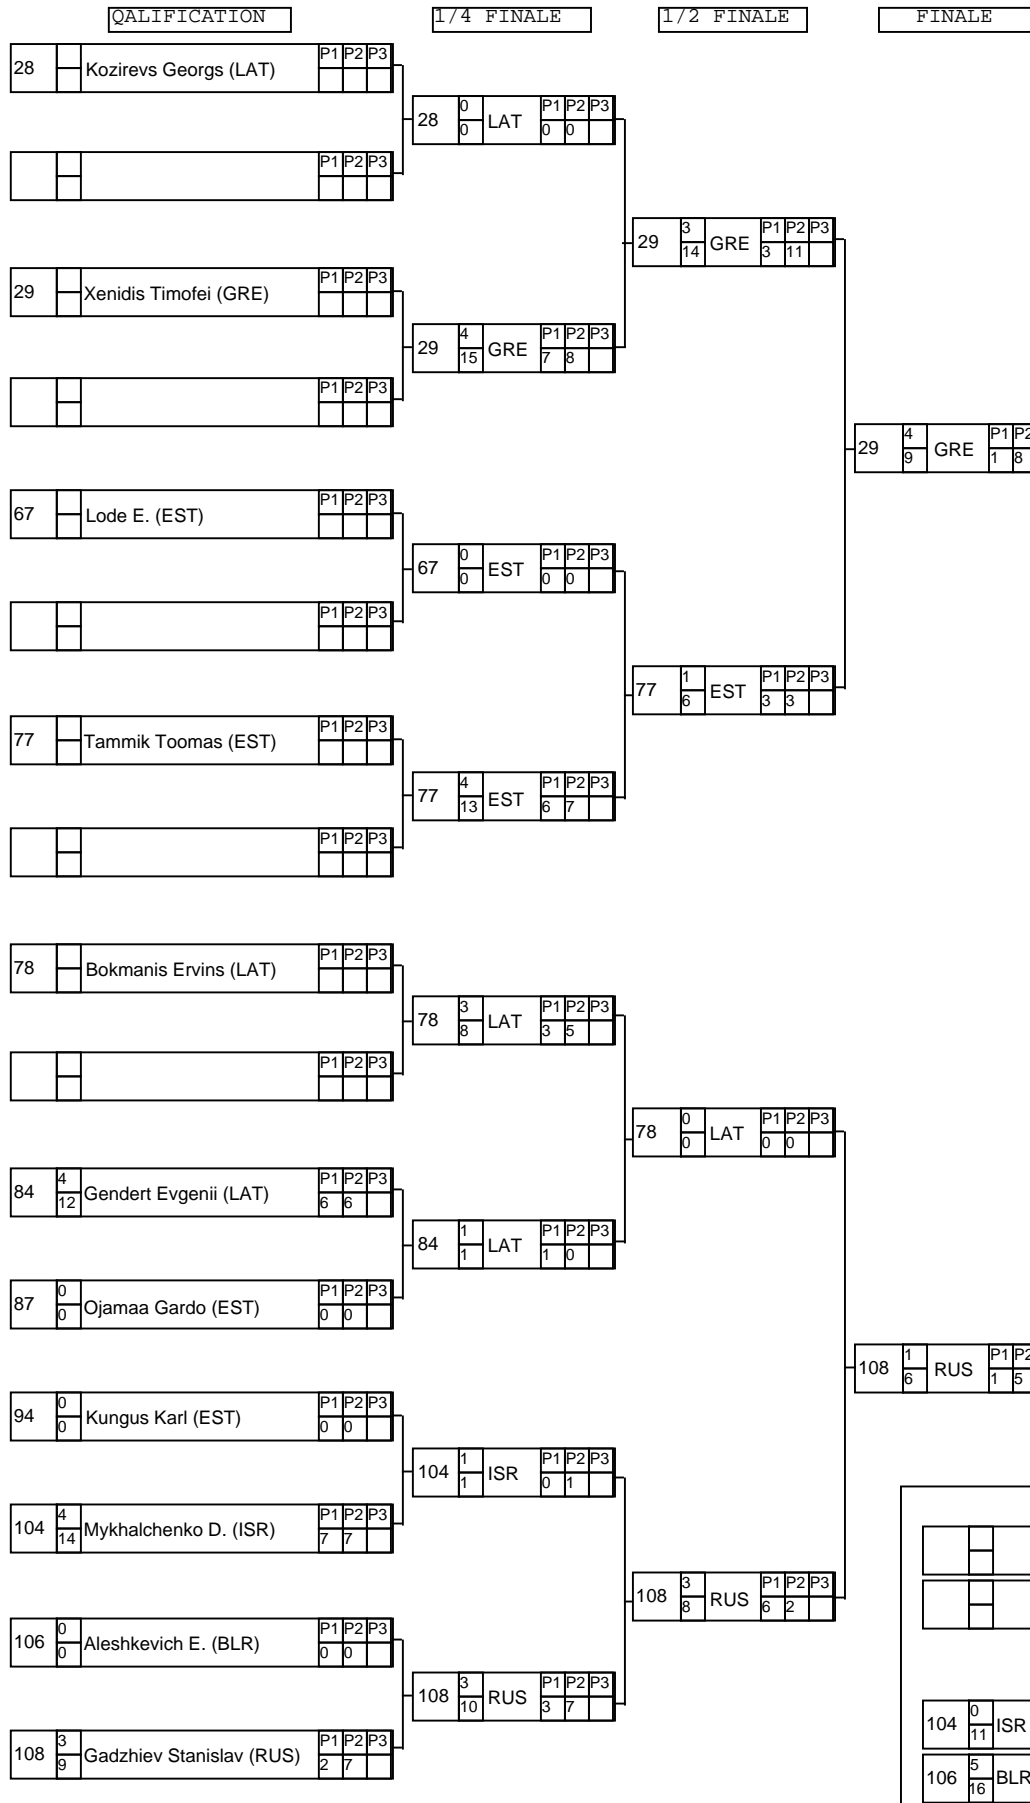 QALIFICATION
1/4 FINALE
1/2 FINALE
FINALE
28 Kozirevs Georgs (LAT) P1 P2 P3
P1 P2 P3
28 0 0 LAT P1 P2 P3 0 0
29 3 14 GRE P1 P2 P3 3 11
29 Xenidis Timofei (GRE) P1 P2 P3
29 4 15 GRE P1 P2 P3 7 8
P1 P2 P3
29 4 9 GRE P1 P2 1 8
67 Lode E. (EST) P1 P2 P3
67 0 0 EST P1 P2 P3 0 0
P1 P2 P3
77 1 6 EST P1 P2 P3 3 3
77 Tammik Toomas (EST) P1 P2 P3
77 4 13 EST P1 P2 P3 6 7
P1 P2 P3
78 Bokmanis Ervins (LAT) P1 P2 P3
78 3 8 LAT P1 P2 P3 3 5
P1 P2 P3
78 0 0 LAT P1 P2 P3 0 0
84 4 12 Gendert Evgenii (LAT) P1 P2 P3 6 6
84 1 1 LAT P1 P2 P3 1 0
87 0 0 Ojamaa Gardo (EST) P1 P2 P3 0 0
108 1 6 RUS P1 P2 1 5
94 0 0 Kungus Karl (EST) P1 P2 P3 0 0
104 1 1 ISR P1 P2 P3 0 1
104 4 14 Mykhalchenko D. (ISR) P1 P2 P3 7 7
108 3 8 RUS P1 P2 P3 6 2
106 0 0 Aleshkevich E. (BLR) P1 P2 P3 0 0
108 3 10 RUS P1 P2 P3 3 7
104 0 11 ISR
108 3 9 Gadzhiev Stanislav (RUS) P1 P2 P3 2 7
106 5 16 BLR